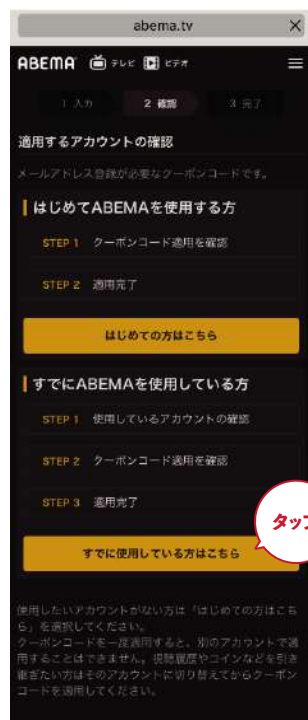 abema.tv ×
ABEMA テレビ ビデオ
1 入力 2 確認 3 完了
適用するアカウントの確認
メールアドレス登録が必要なクーポンコードです。
はじめてABEMAを使用する方
STEP 1 クーポンコード適用を確認
STEP 2 適用完了
はじめての方はこちら
すでにABEMAを使用している方
STEP 1 使用しているアカウントの確認
STEP 2 クーポンコード適用を確認
STEP 3 適用完了
タップ
すでに使用している方はこちら
使用したいアカウントがない方は「はじめての方はこち
ら」を選択してください。
クーポンコードを一度適用すると、別のアカウントで適
用することはできません。視聴履歴やコインなどを引き
継ぎたい方はそのアカウントに切り替えてからクーポン
コードを適用してください。